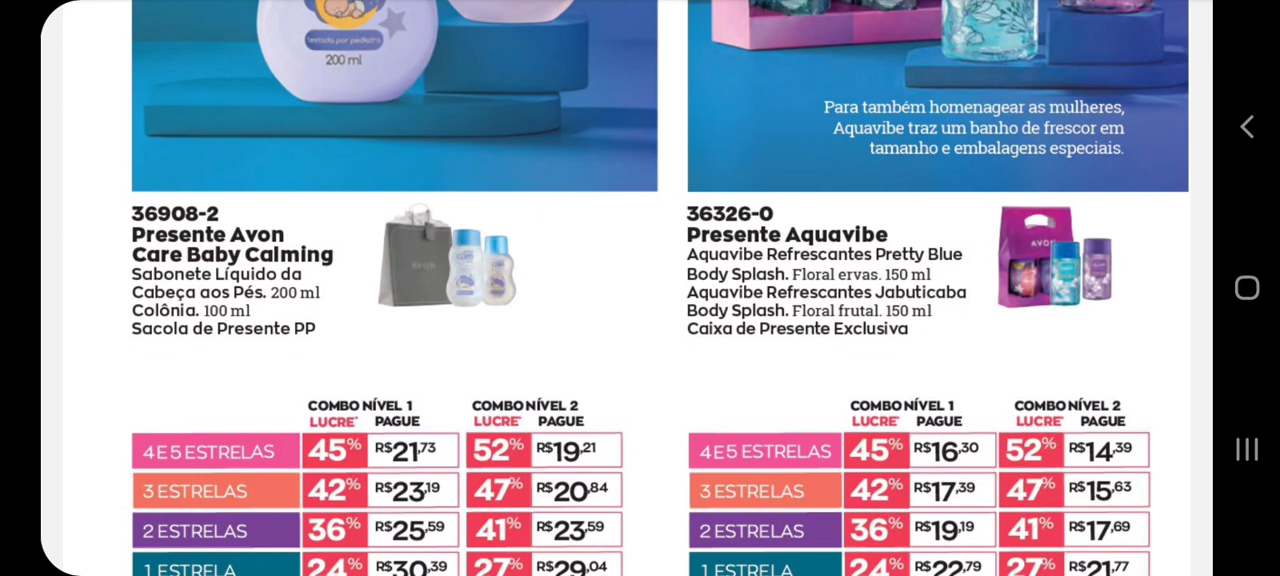 testado por pediatra
200 ml
Para também homenagear as mulheres,
Aquavibe traz um banho de frescor em
tamanho e embalagens especiais.
36908-2
Presente Avon
Care Baby Calming
Sabonete Líquido da
Cabeça aos Pés. 200 ml
Colônia. 100 ml
Sacola de Presente PP
AVON
36326-0
Presente Aquavibe
Aquavibe Refrescantes Pretty Blue
Body Splash. Floral ervas. 150 ml
Aquavibe Refrescantes Jabuticaba
Body Splash. Floral frutal. 150 ml
Caixa de Presente Exclusiva
AVON
COMBO NÍVEL 1 COMBO NÍVEL 2
LUCRE* PAGUE LUCRE* PAGUE
4 E 5 ESTRELAS 45% R$21,73 52% R$19,21
3 ESTRELAS 42% R$23,19 47% R$20,84
2 ESTRELAS 36% R$25,59 41% R$23,59
1 ESTRELA 24% R$30,39 27% R$29,04
COMBO NÍVEL 1 COMBO NÍVEL 2
LUCRE* PAGUE LUCRE* PAGUE
4 E 5 ESTRELAS 45% R$16,30 52% R$14,39
3 ESTRELAS 42% R$17,39 47% R$15,63
2 ESTRELAS 36% R$19,19 41% R$17,69
1 ESTRELA 24% R$22,79 27% R$21,77